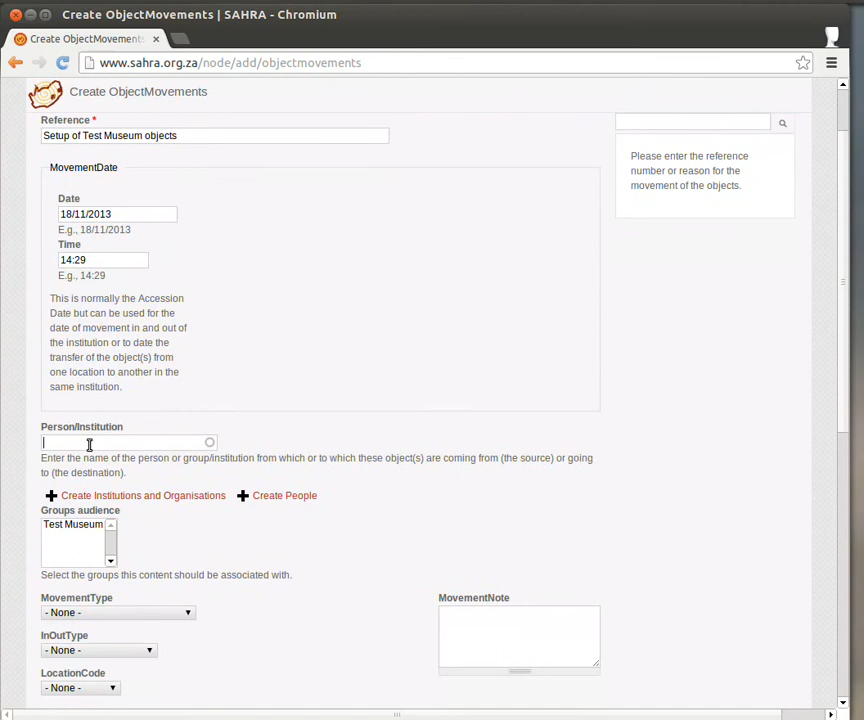 Create ObjectMovements | SAHRA - Chromium
Create ObjectMovements
www.sahra.org.za/node/add/objectmovements
Create ObjectMovements
Reference *
Setup of Test Museum objects
Please enter the reference
number or reason for the
movement of the objects.
MovementDate
Date
18/11/2013
E.g., 18/11/2013
Time
14:29
E.g., 14:29
This is normally the Accession
Date but can be used for the
date of movement in and out of
the institution or to date the
transfer of the object(s) from
one location to another in the
same institution.
Person/Institution
Enter the name of the person or group/institution from which or to which these object(s) are coming from (the source) or going
to (the destination).
Create Institutions and Organisations Create People
Groups audience
Test Museum
Select the groups this content should be associated with.
MovementType
- None -
MovementNote
InOutType
- None -
LocationCode
- None -